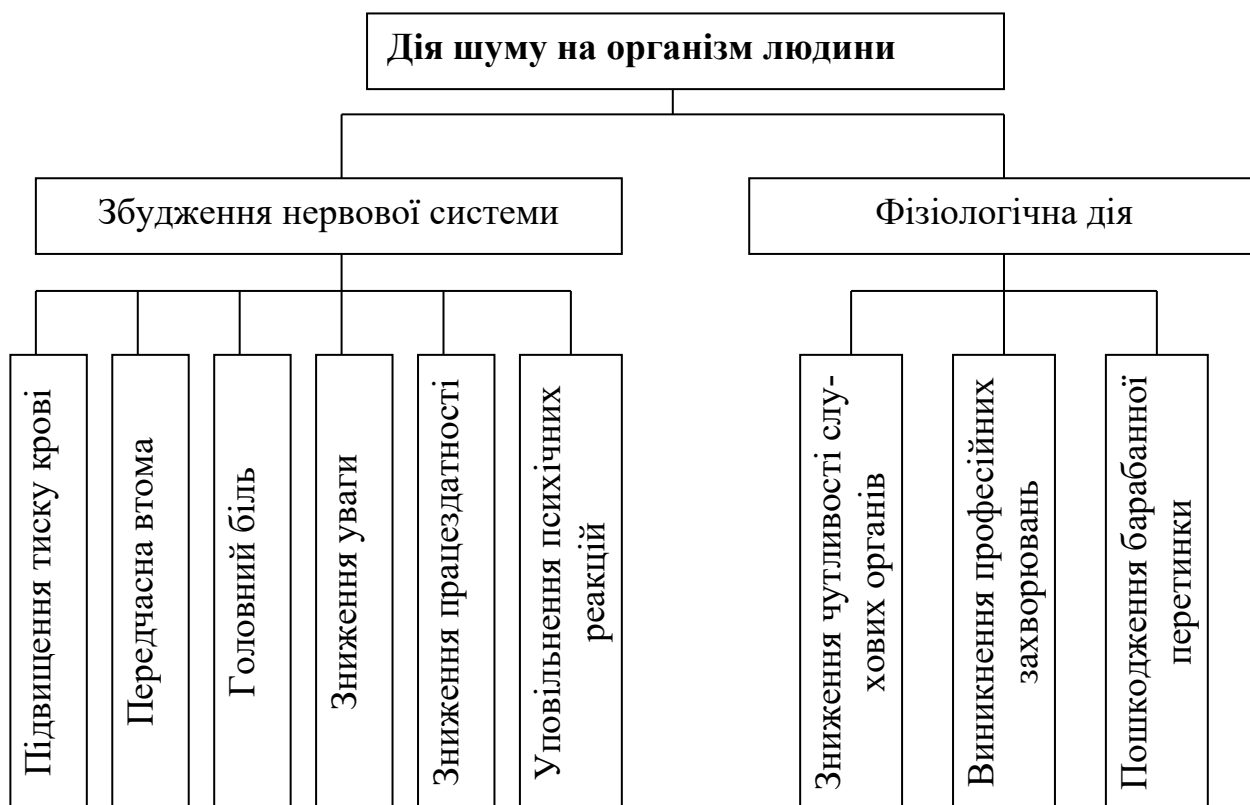 Дія шуму на організм людини
Збудження нервової системи
Фізіологічна дія
Підвищення тиску крові
Передчасна втома
Головний біль
Зниження уваги
Зниження працездатності
Уповільнення психічних
реакцій
Зниження чутливості слу-
хових органів
Виникнення професійних
захворювань
Пошкодження барабанної
перетинки